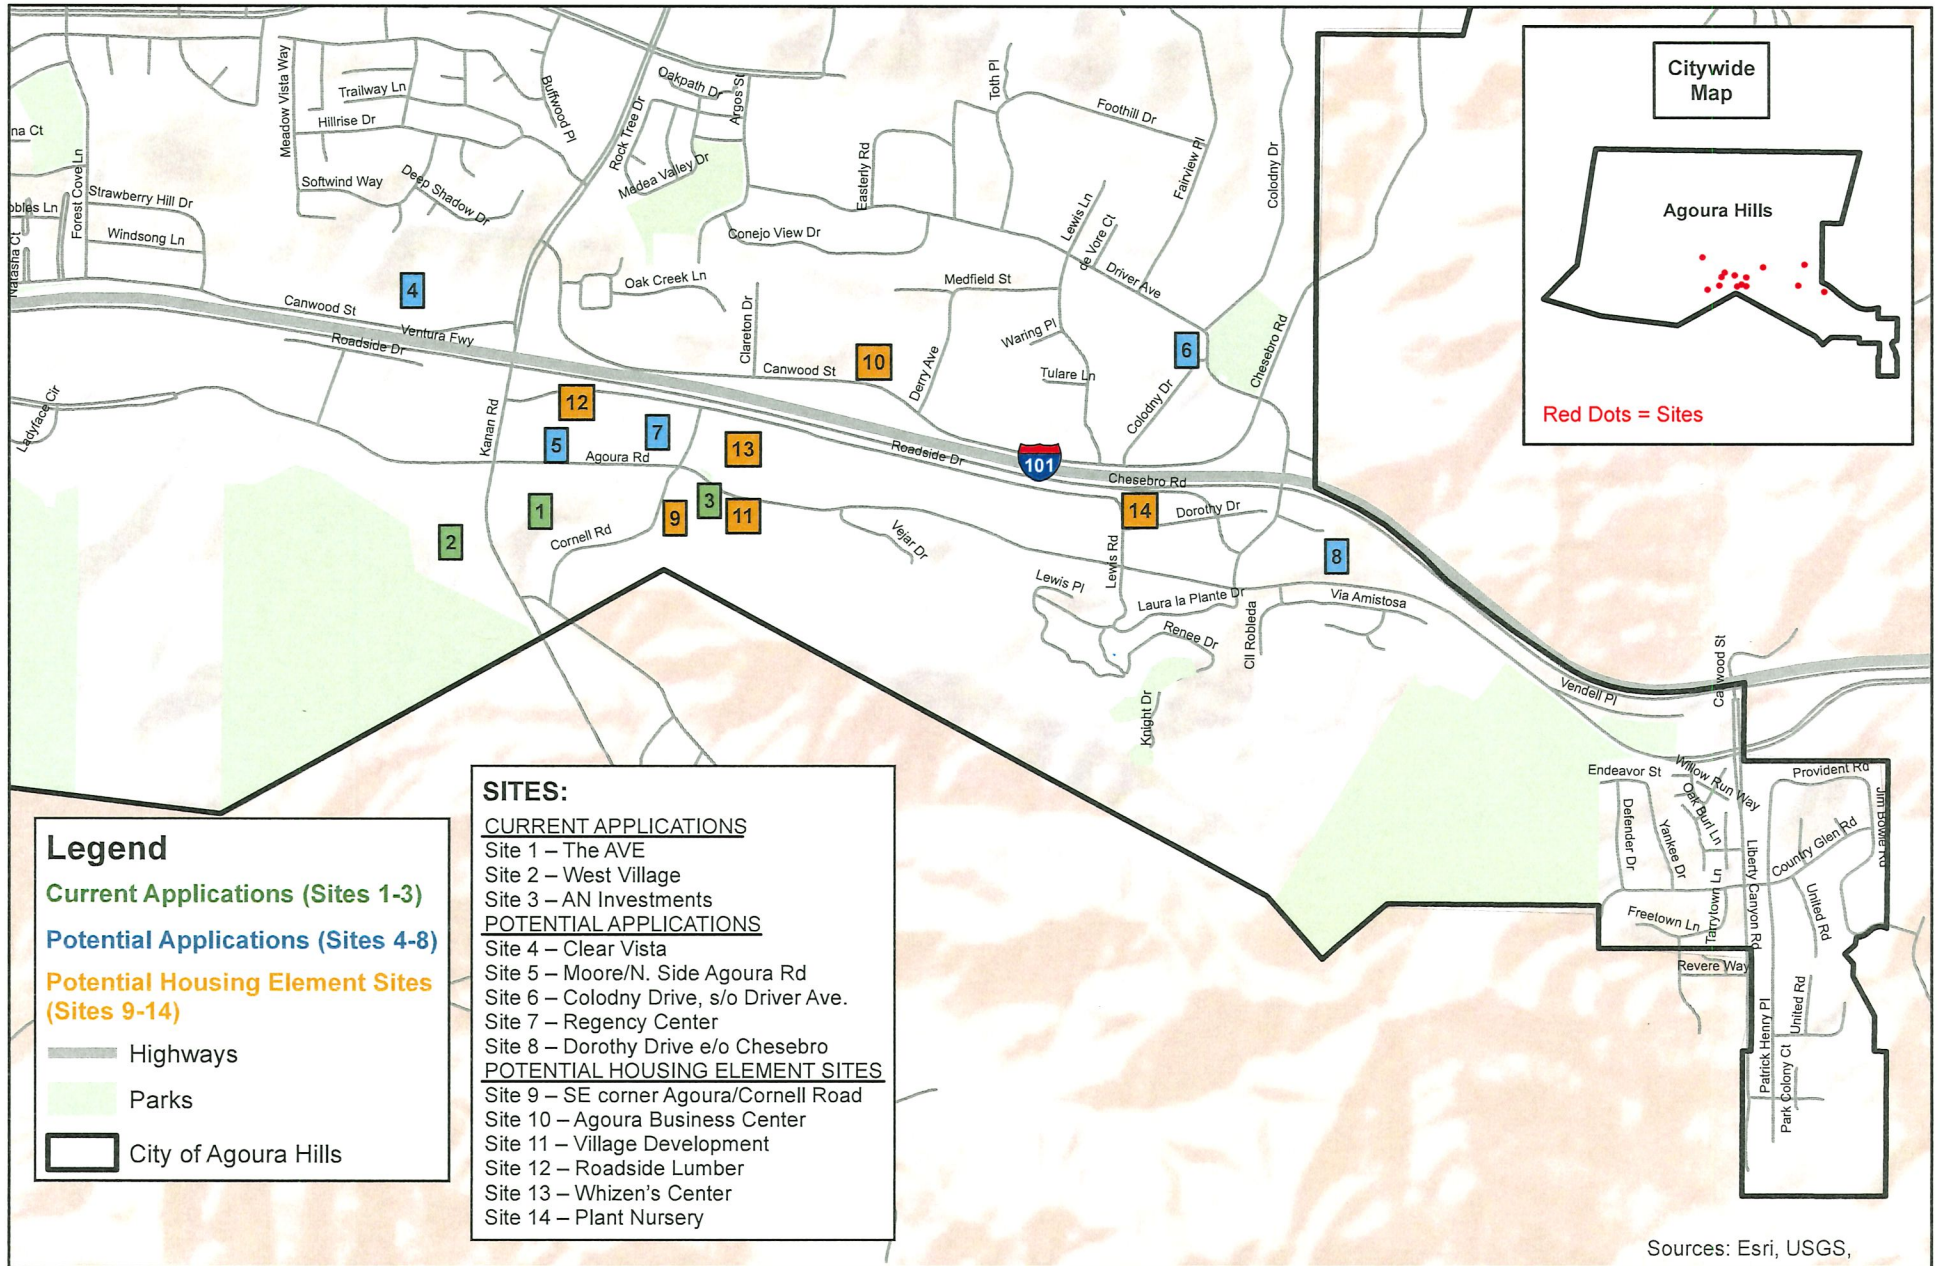 Citywide
Map
Agoura Hills
Red Dots = Sites
na Ct
Meadow Vista Way
Trailway Ln
Hillrise Dr
Buffwood Pl
Oakpath Dr
Argos St
Rock Tree Dr
Medea Valley Dr
Toth Pl
Foothill Dr
Fairview Pl
Colodny Dr
Easterly Rd
Forest Cove Ln
Strawberry Hill Dr
obles Ln
Windsong Ln
Natasha Ct
Softwind Way
Deep Shadow Dr
Conejo View Dr
Lewis Ln
de Vore Ct
Driver Ave
Oak Creek Ln
Medfield St
4
Canwood St
Ventura Fwy
Roadside Dr
Clareton Dr
Canwood St
10
Derry Ave
Waring Pl
Tulare Ln
6
Colodny Dr
Chesebro Rd
Ladyface Cir
Kanan Rd
12
5
7
13
Agoura Rd
Roadside Dr
101
Chesebro Rd
1
2
Cornell Rd
9
3
11
Vejar Dr
14
Dorothy Dr
8
Lewis Rd
Lewis Pl
Laura la Plante Dr
Renee Dr
Cll Robleda
Via Amistosa
Knight Dr
Vendell Pl
Canwood St
Endeavor St
Willow Run Way
Provident Rd
Defender Dr
Yankee Dr
Oak Burl Ln
Jim Bowie Rd
Country Glen Rd
Liberty Canyon Rd
Tarrytown Ln
Freetown Ln
United Rd
Revere Way
Patrick Henry Pl
United Rd
Park Colony Ct
Legend
Current Applications (Sites 1-3)
Potential Applications (Sites 4-8)
Potential Housing Element Sites
(Sites 9-14)
Highways
Parks
City of Agoura Hills
SITES:
CURRENT APPLICATIONS
Site 1 – The AVE
Site 2 – West Village
Site 3 – AN Investments
POTENTIAL APPLICATIONS
Site 4 – Clear Vista
Site 5 – Moore/N. Side Agoura Rd
Site 6 – Colodny Drive, s/o Driver Ave.
Site 7 – Regency Center
Site 8 – Dorothy Drive e/o Chesebro
POTENTIAL HOUSING ELEMENT SITES
Site 9 – SE corner Agoura/Cornell Road
Site 10 – Agoura Business Center
Site 11 – Village Development
Site 12 – Roadside Lumber
Site 13 – Whizen's Center
Site 14 – Plant Nursery
Sources: Esri, USGS,